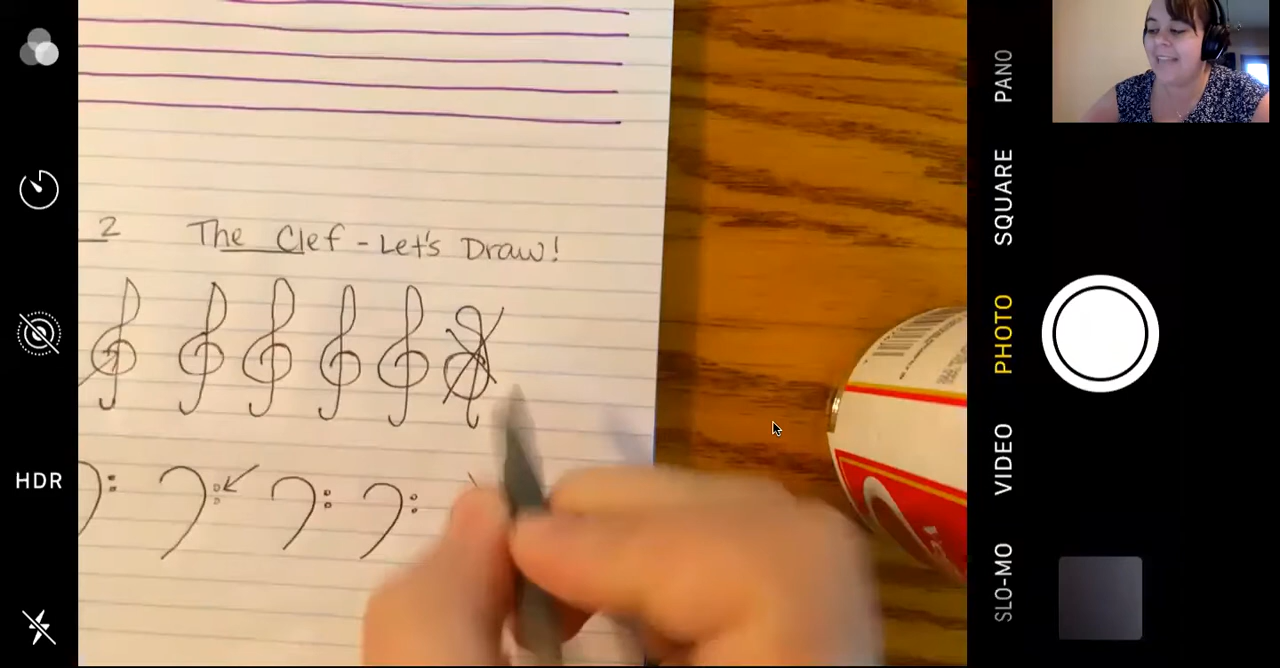 2 The Clef - Let's Draw!
HDR
PANO
SQUARE
PHOTO
VIDEO
SLO-MO